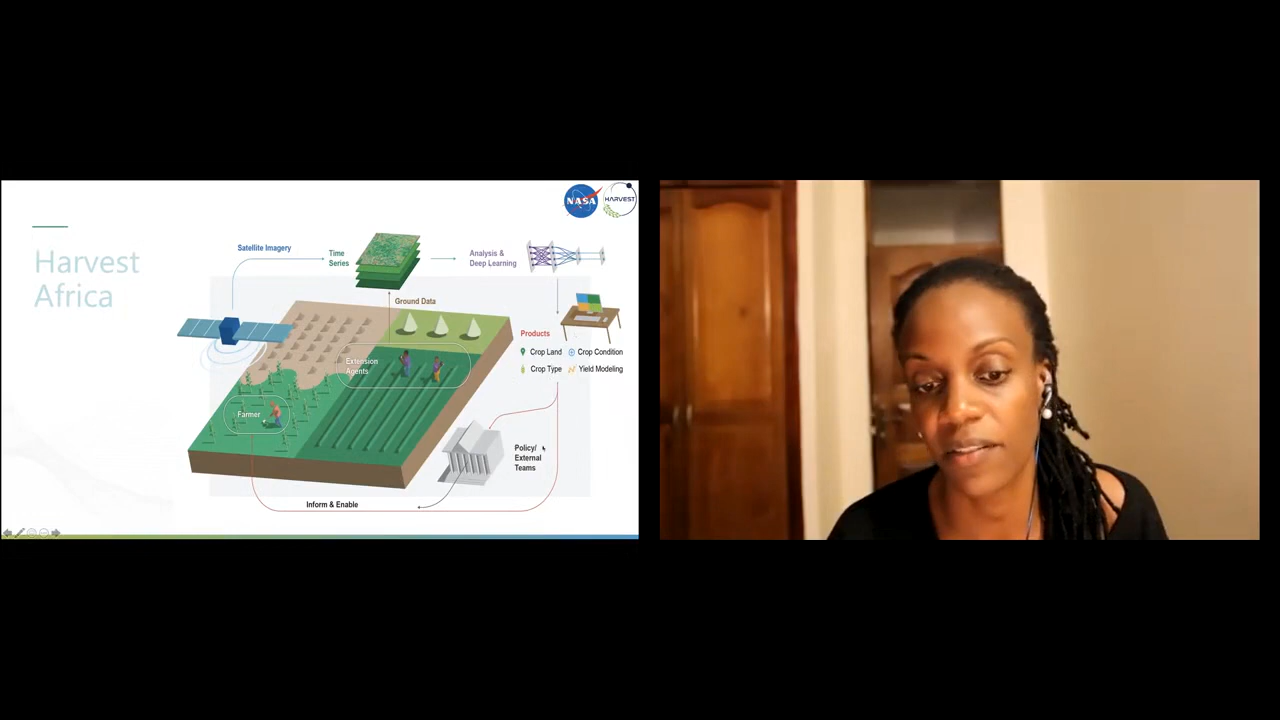 NASA
HARVEST
Harvest
Africa
Satellite Imagery
Time
Series
Analysis &
Deep Learning
Ground Data
Products
Crop Land
Crop Condition
Crop Type
Yield Modeling
Extension
Agents
Farmer
Policy/
External
Teams
Inform & Enable